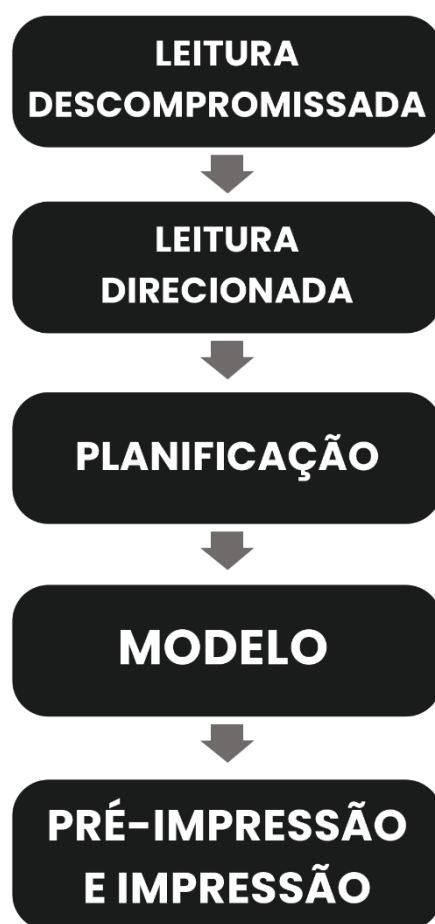 LEITURA
DESCOMPROMISSADA
LEITURA
DIRECIONADA
PLANIFICAÇÃO
MODELO
PRÉ-IMPRESSÃO
E IMPRESSÃO